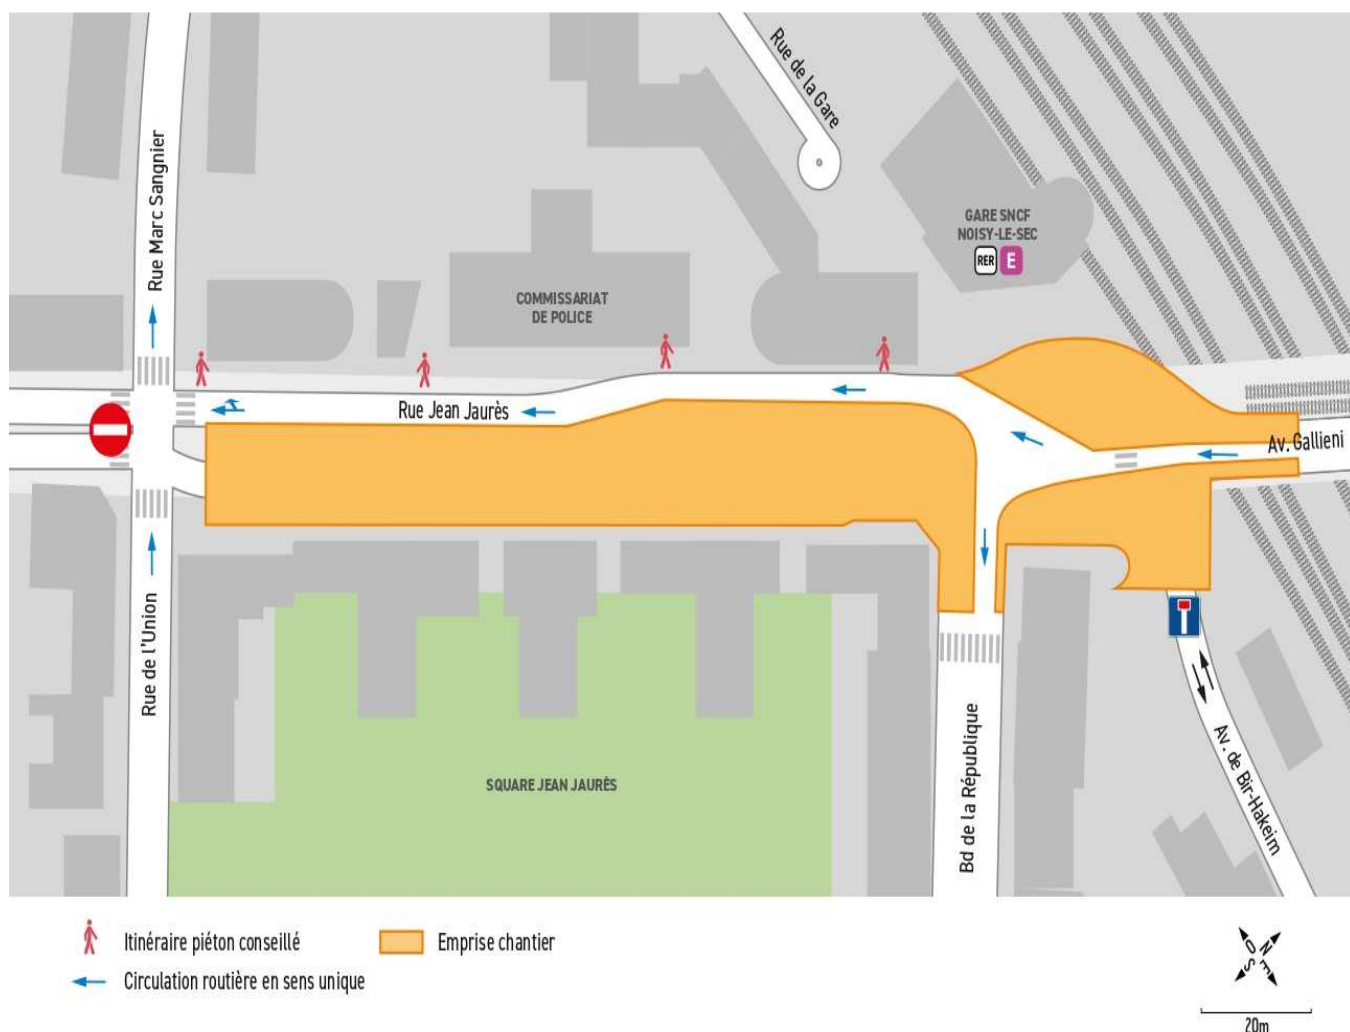 Rue de la Gare
Rue Marc Sangnier
GARE SNCF
NOISY-LE-SEC
RER E
COMMISSARIAT
DE POLICE
Rue Jean Jaurès
Av. Gallieni
Rue de l'Union
SQUARE JEAN JAURÈS
Bd de la République
Av. de Bir-Hakeim
Itinéraire piéton conseillé
Emprise chantier
Circulation routière en sens unique
N
O
E
S
20m